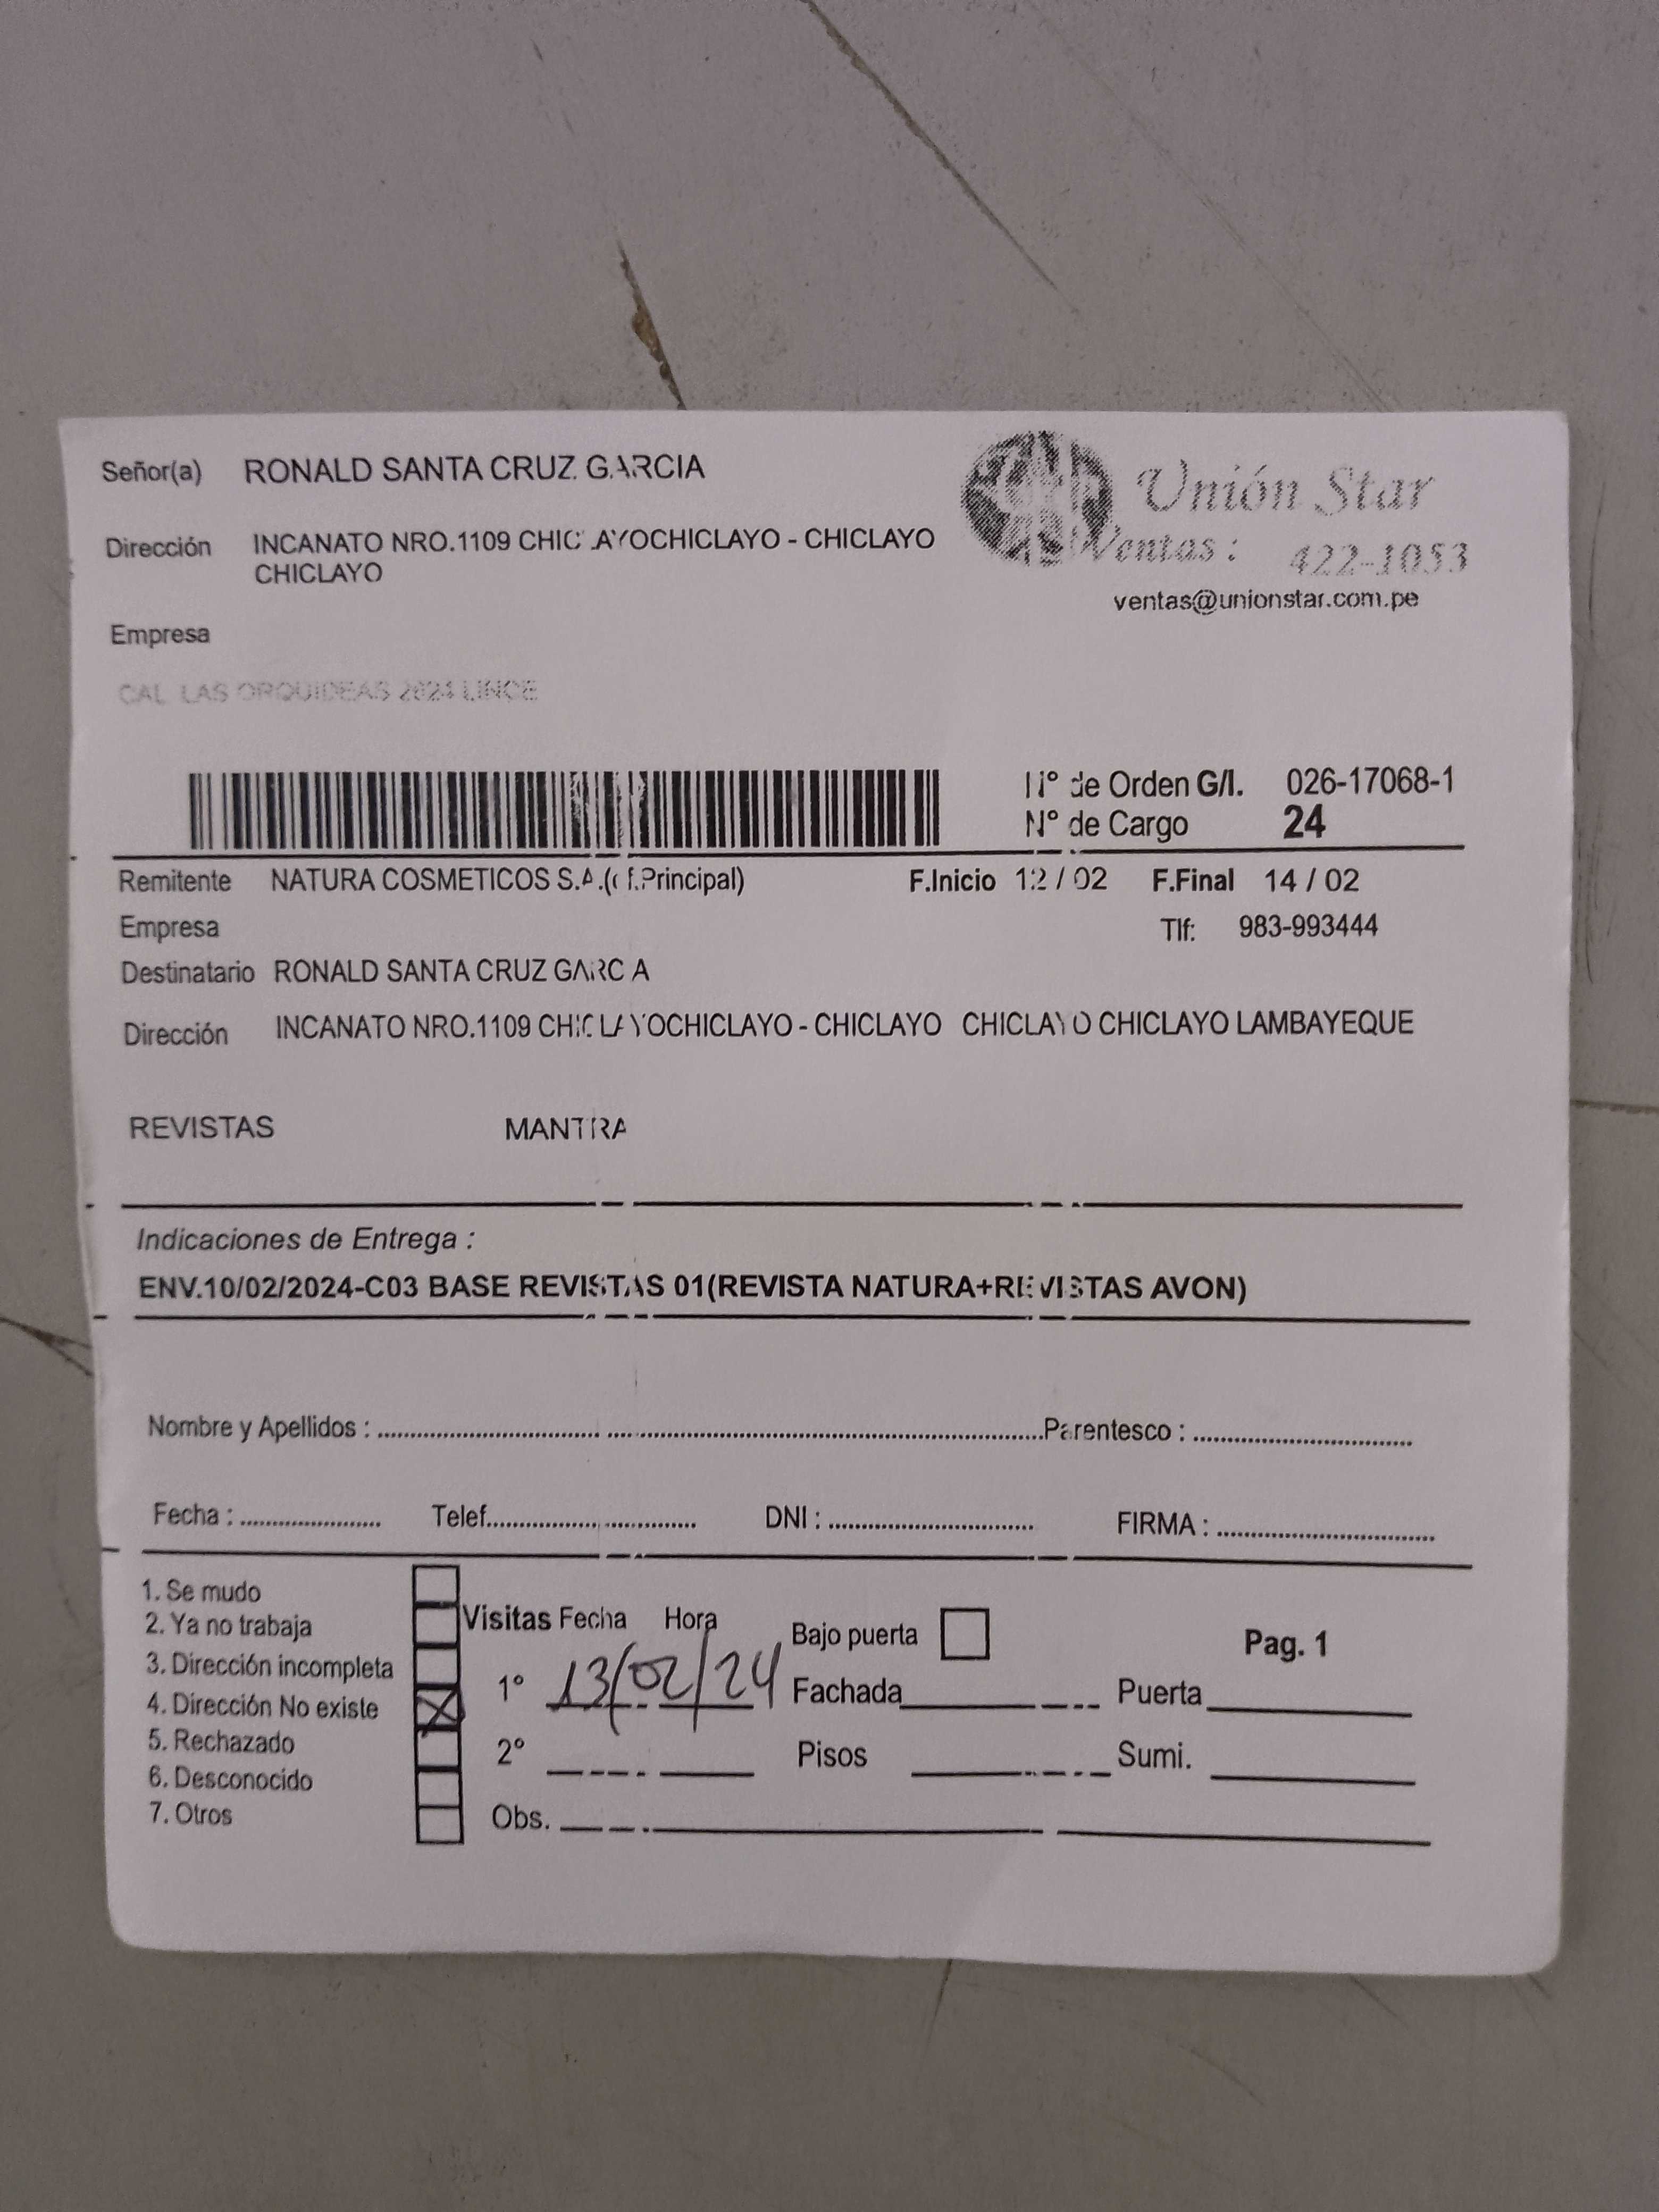 Señor(a) RONALD SANTA CRUZ GARCIA
Dirección INCANATO NRO.1109 CHICLAYOCHICLAYO - CHICLAYO
CHICLAYO
Unión Star
Ventas : 422-1053
ventas@unionstar.com.pe
Empresa
CAL LAS ORQUIDEAS 2624 LINCE
N° de Orden G/I. 026-17068-1
N° de Cargo 24
Remitente NATURA COSMETICOS S.A.(of.Principal) F.Inicio 12 / 02 F.Final 14 / 02
Empresa Tlf: 983-993444
Destinatario RONALD SANTA CRUZ GARCIA
Dirección INCANATO NRO.1109 CHICLAYOCHICLAYO - CHICLAYO CHICLAYO CHICLAYO LAMBAYEQUE
REVISTAS MANTRA
Indicaciones de Entrega :
ENV.10/02/2024-C03 BASE REVISTAS 01(REVISTA NATURA+REVISTAS AVON)
Nombre y Apellidos : Parentesco :
Fecha : Telef. DNI : FIRMA :
1. Se mudo
2. Ya no trabaja
3. Dirección incompleta
4. Dirección No existe
5. Rechazado
6. Desconocido
7. Otros
Visitas Fecha Hora Bajo puerta Pag. 1
1° 13/02/24 Fachada Puerta
2° Pisos Sumi.
Obs.